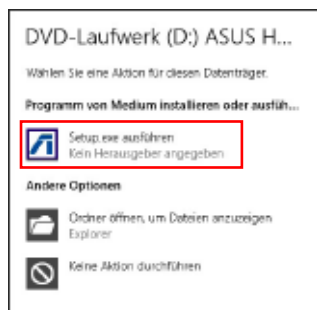 DVD-Laufwerk (D:) ASUS H...
Wählen Sie eine Aktion für diesen Datenträger.
Programm von Medium installieren oder ausfüh...
Setup.exe ausführen
Kein Herausgeber angegeben
Andere Optionen
Ordner öffnen, um Dateien anzuzeigen
Explorer
Keine Aktion durchführen